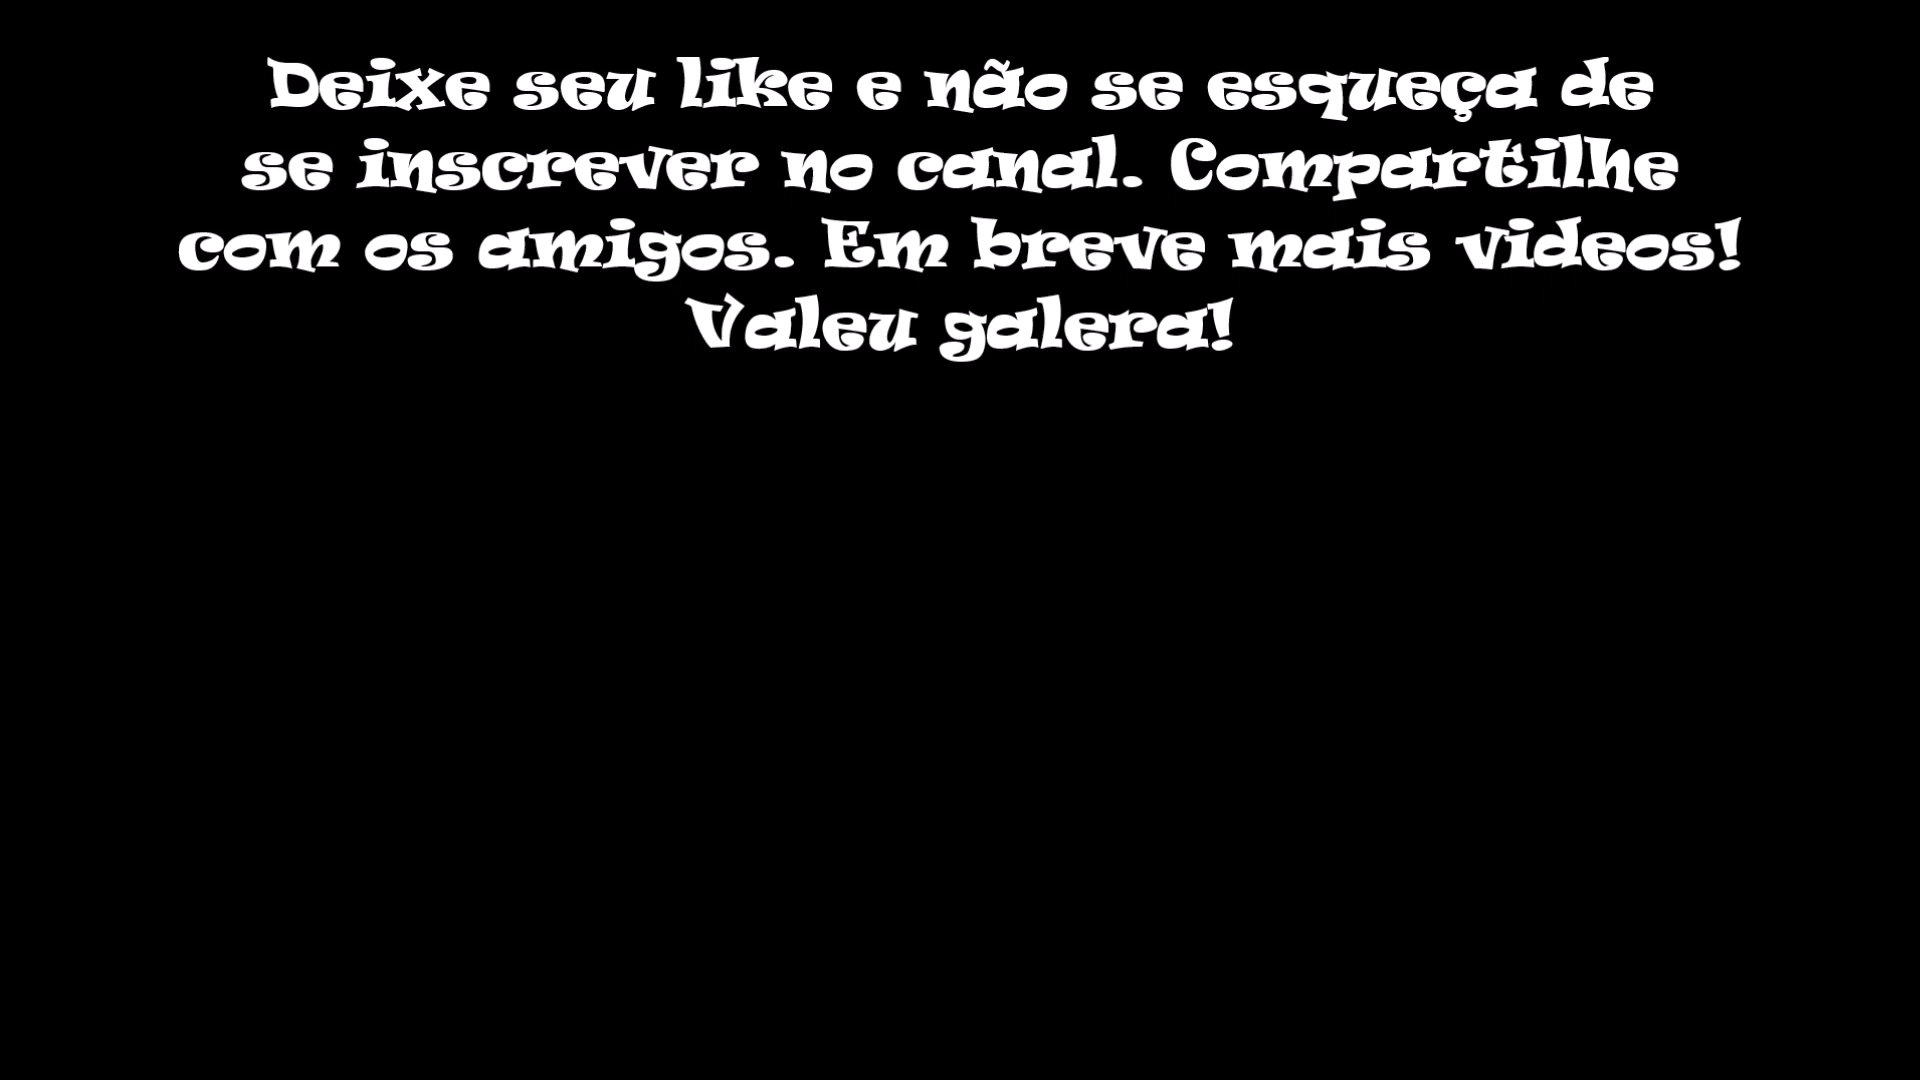 Deixe seu like e não se esqueça de
se inscrever no canal. Compartilhe
com os amigos. Em breve mais videos!
Valeu galera!